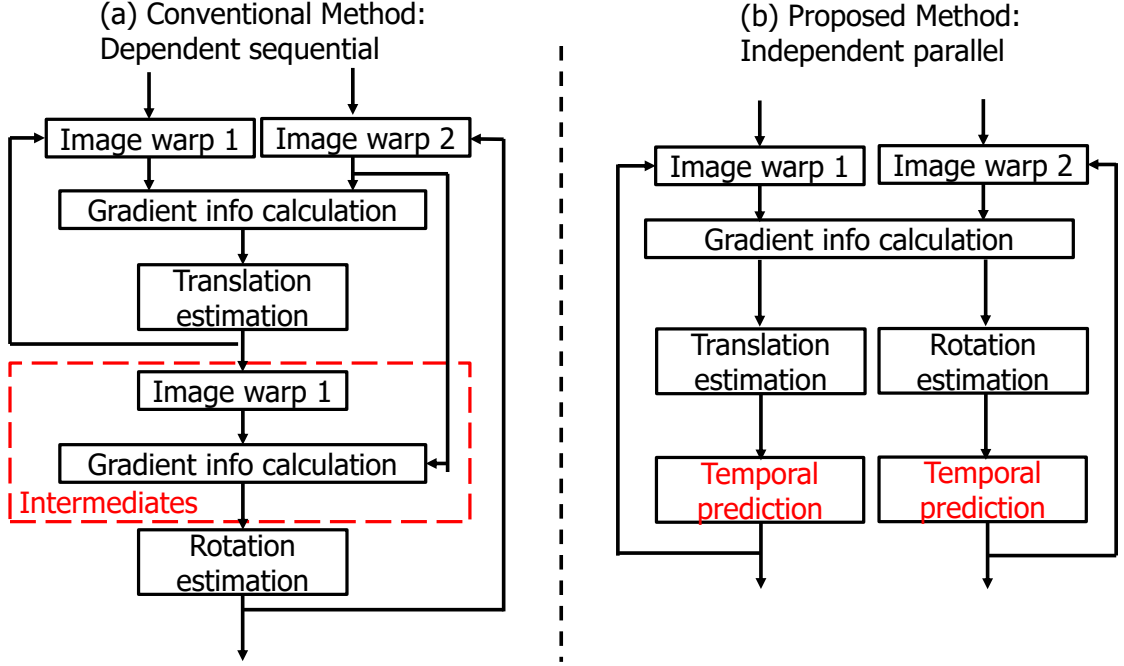 (a) Conventional Method:
Dependent sequential
Image warp 1
Image warp 2
Gradient info calculation
Translation
estimation
Image warp 1
Gradient info calculation
Intermediates
Rotation
estimation
(b) Proposed Method:
Independent parallel
Image warp 1
Image warp 2
Gradient info calculation
Translation
estimation
Rotation
estimation
Temporal
prediction
Temporal
prediction